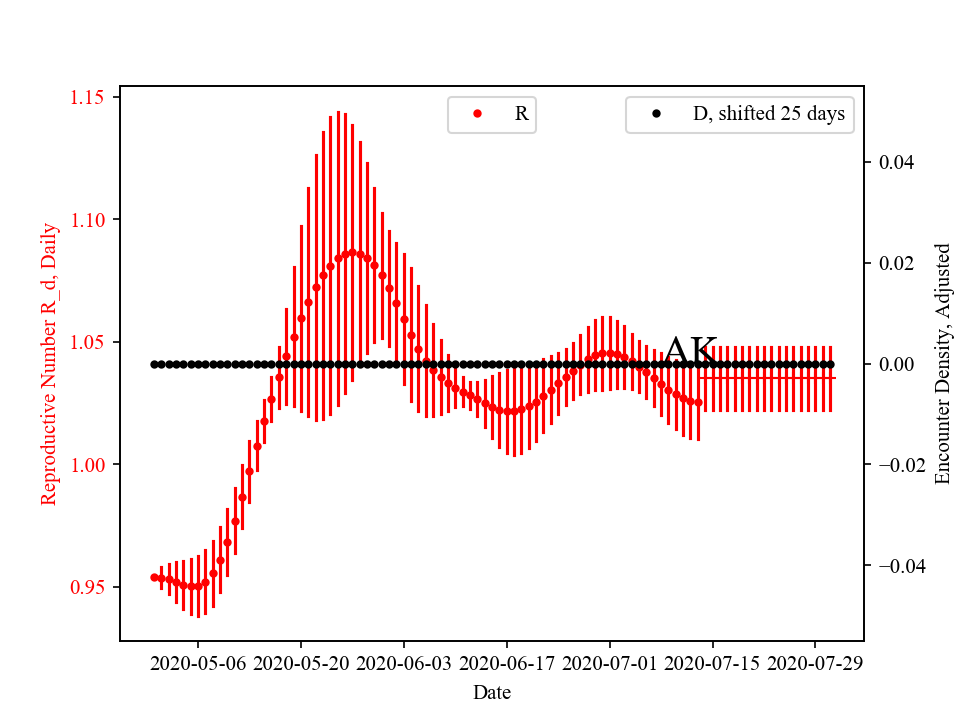 R
D, shifted 25 days
Reproductive Number R_d, Daily
1.15
1.10
1.05
1.00
0.95
AK
0.04
0.02
0.00
−0.02
−0.04
Encounter Density, Adjusted
2020-05-06 2020-05-20 2020-06-03 2020-06-17 2020-07-01 2020-07-15 2020-07-29
Date